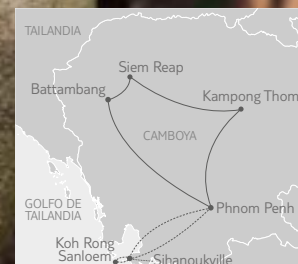 TAILANDIA
Siem Reap
Battambang
Kampong Thom
CAMBOYA
GOLFO DE
TAILANDIA
Phnom Penh
Koh Rong
Sanloem
Sihanoukville